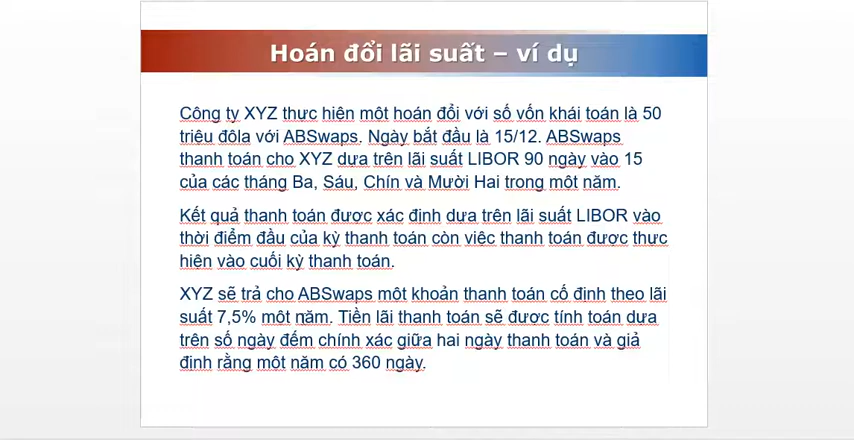 Hoán đổi lãi suất – ví dụ
Công ty XYZ thực hiện một hoán đổi với số vốn khái toán là 50
triệu đôla với ABSwaps. Ngày bắt đầu là 15/12. ABSwaps
thanh toán cho XYZ dựa trên lãi suất LIBOR 90 ngày vào 15
của các tháng Ba, Sáu, Chín và Mười Hai trong một năm.
Kết quả thanh toán được xác định dựa trên lãi suất LIBOR vào
thời điểm đầu của kỳ thanh toán còn việc thanh toán được thực
hiện vào cuối kỳ thanh toán.
XYZ sẽ trả cho ABSwaps một khoản thanh toán cố định theo lãi
suất 7,5% một năm. Tiền lãi thanh toán sẽ được tính toán dựa
trên số ngày đếm chính xác giữa hai ngày thanh toán và giả
định rằng một năm có 360 ngày.